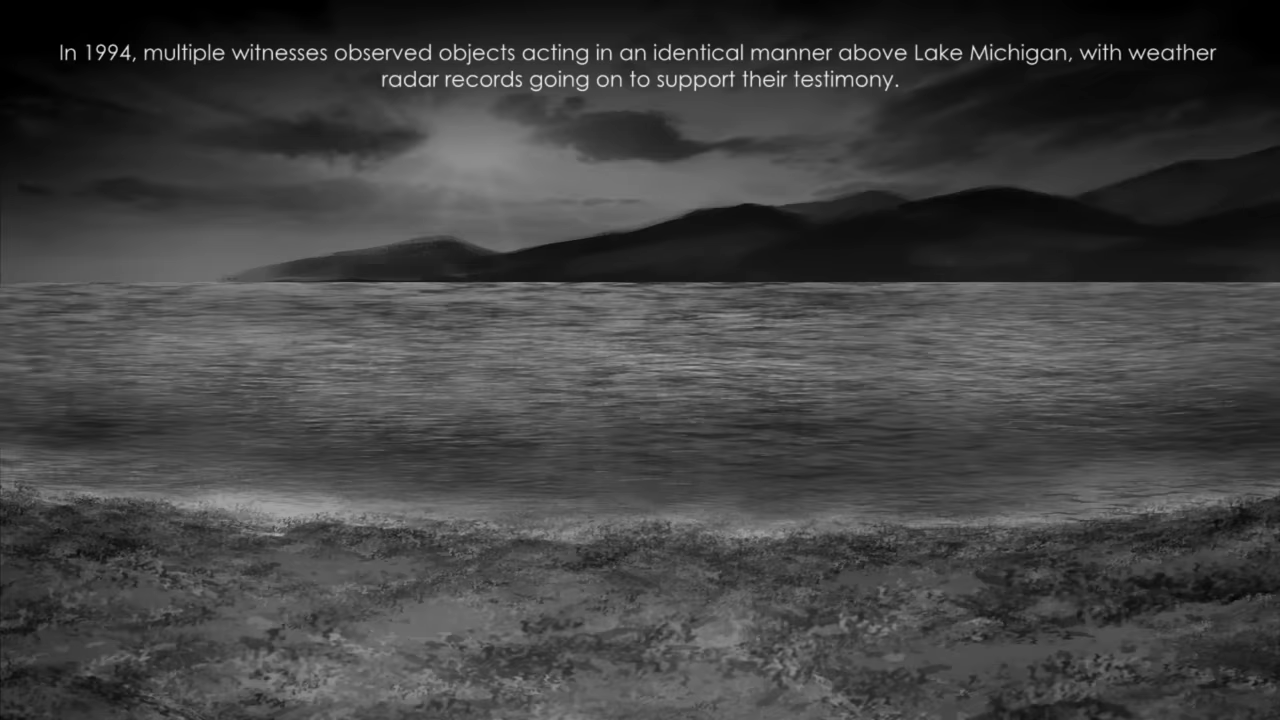 In 1994, multiple witnesses observed objects acting in an identical manner above Lake Michigan, with weather
radar records going on to support their testimony.